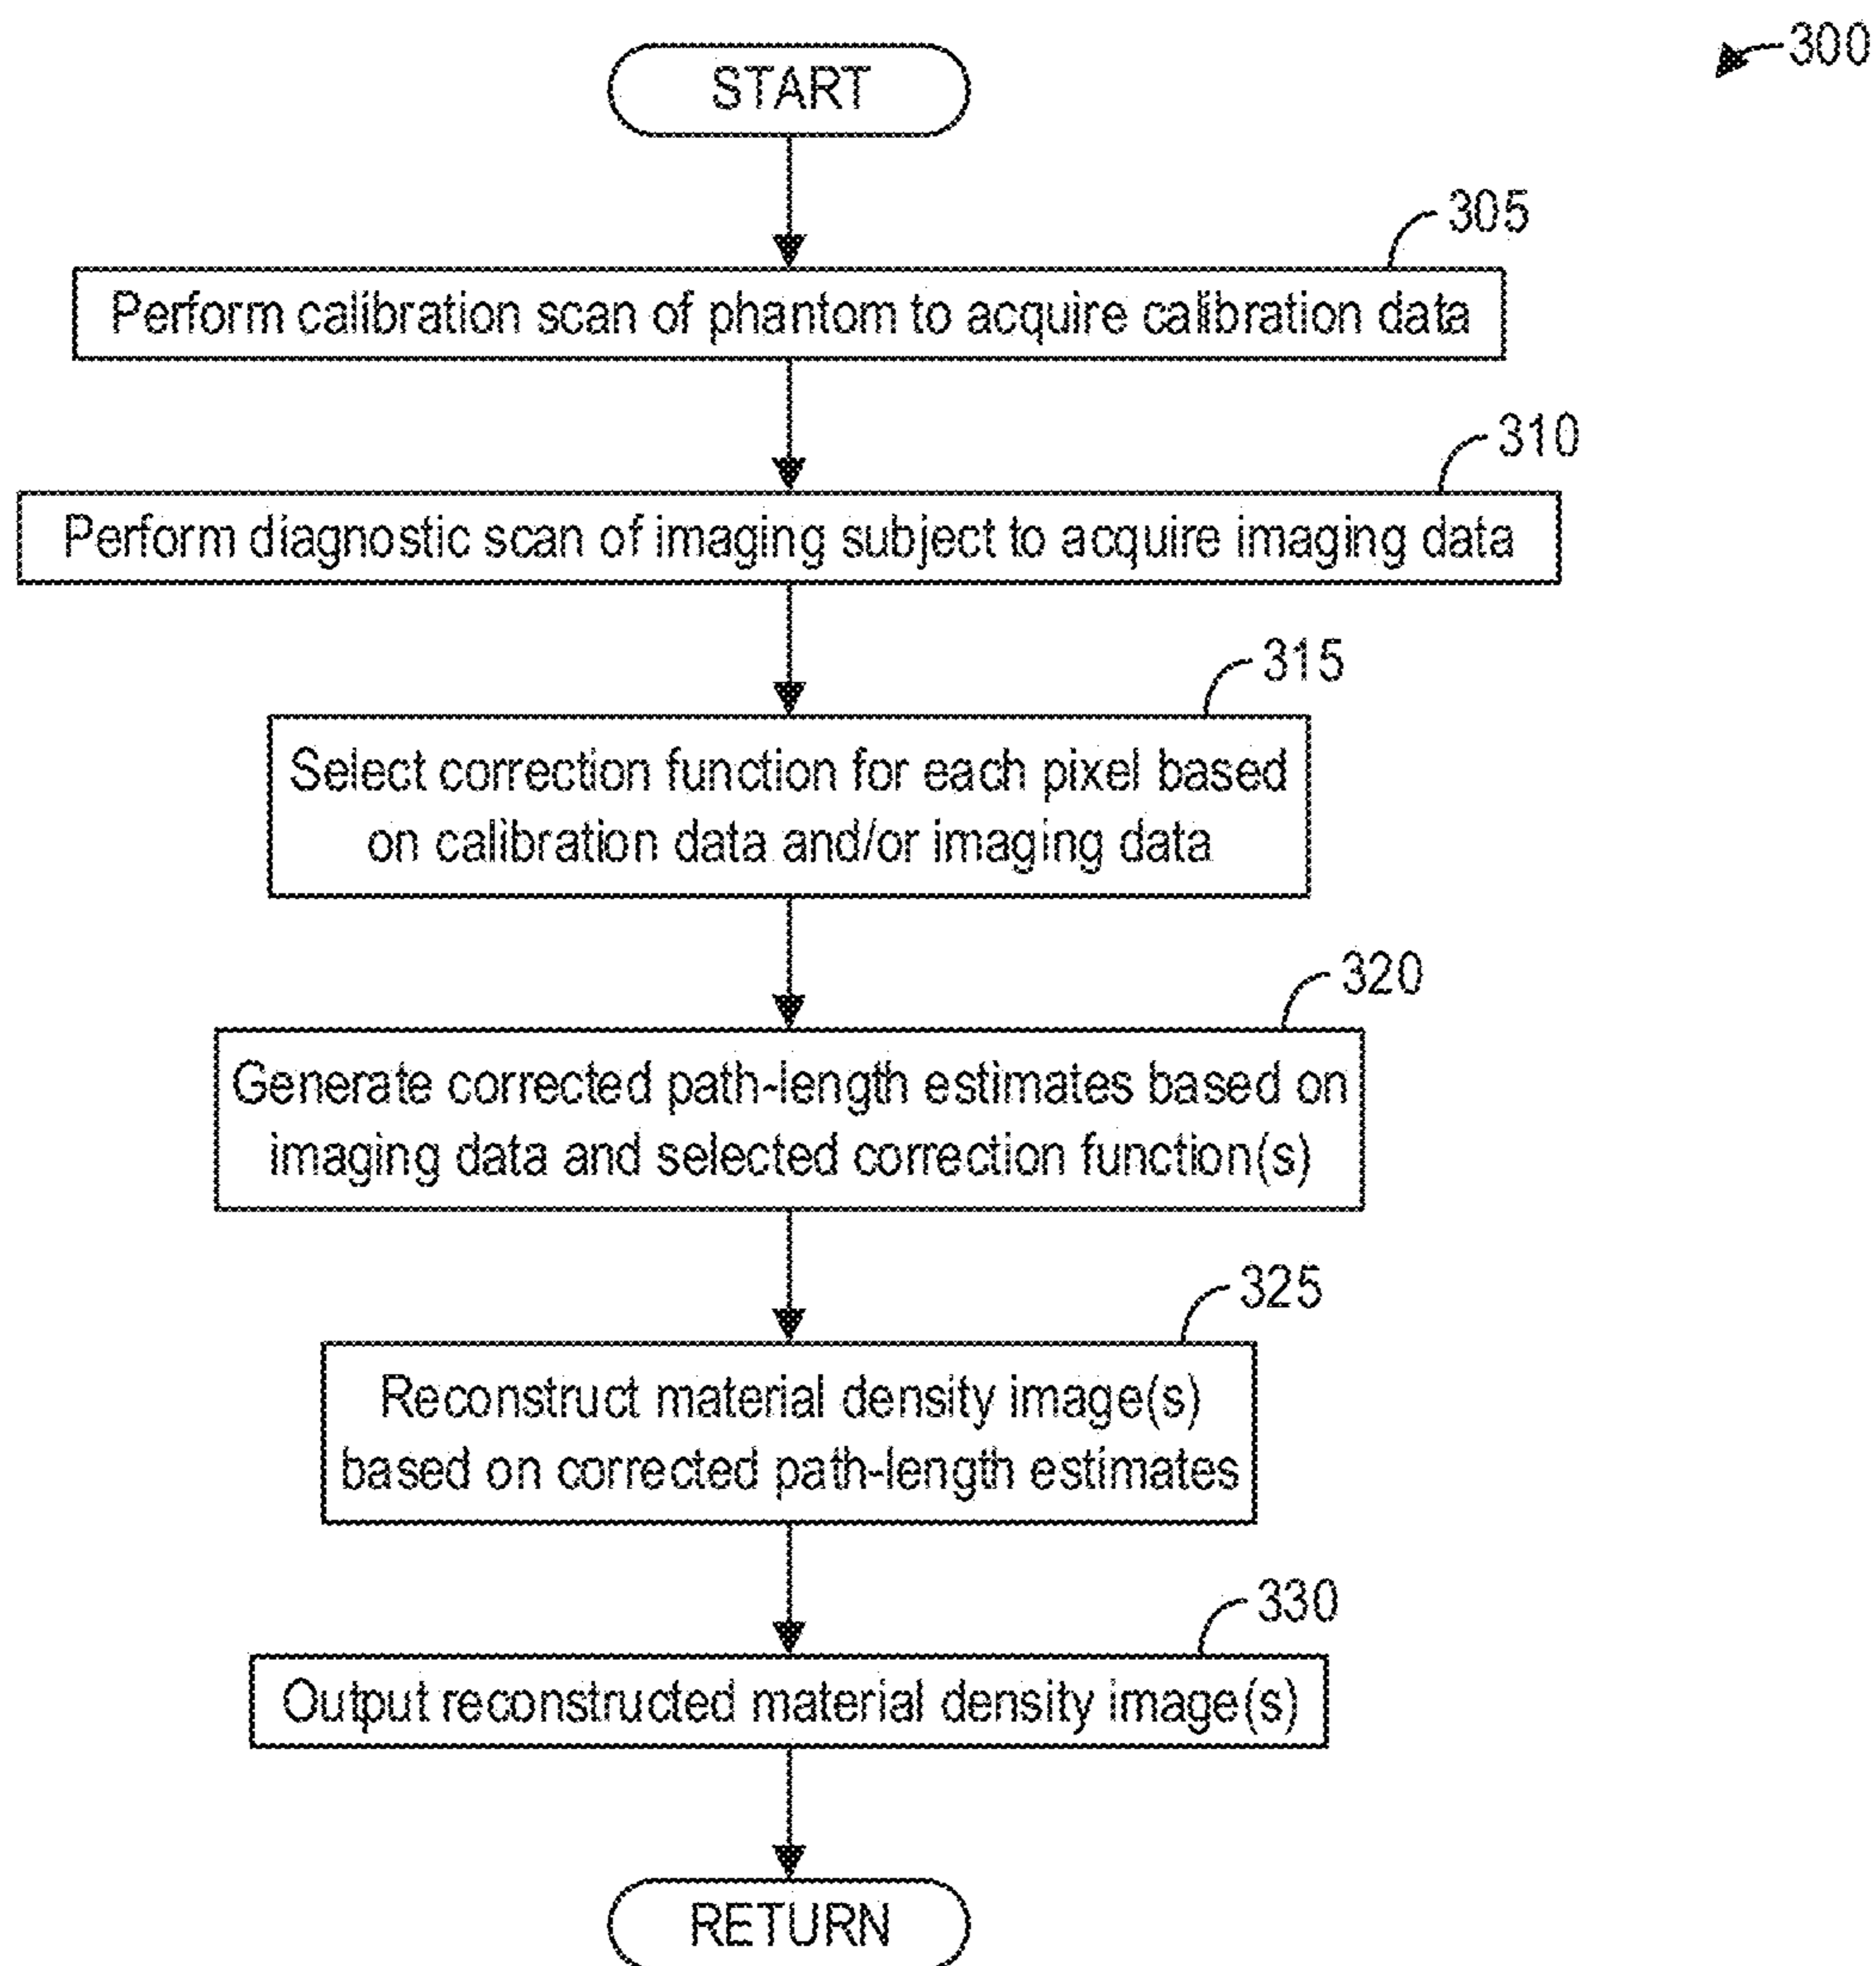 300
START
305
Perform calibration scan of phantom to acquire calibration data
310
Perform diagnostic scan of imaging subject to acquire imaging data
315
Select correction function for each pixel based
on calibration data and/or imaging data
320
Generate corrected path-length estimates based on
imaging data and selected correction function(s)
325
Reconstruct material density image(s)
based on corrected path-length estimates
330
Output reconstructed material density image(s)
RETURN